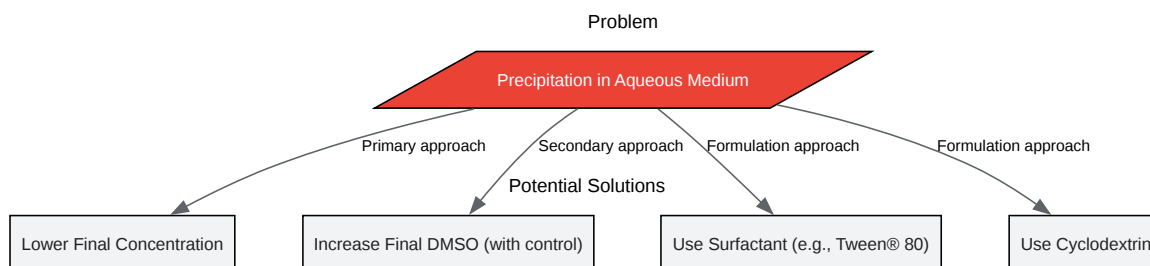 Problem
Precipitation in Aqueous Medium
Primary approach
Secondary approach
Formulation approach
Formulation approach
Potential Solutions
Lower Final Concentration
Increase Final DMSO (with control)
Use Surfactant (e.g., Tween® 80)
Use Cyclodextrin